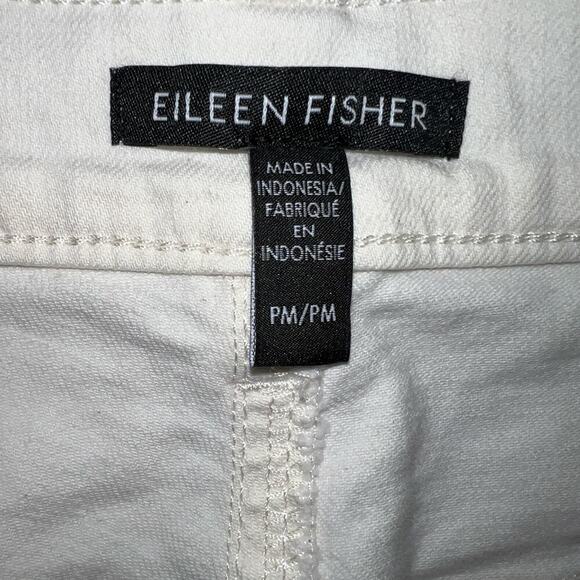 EILEEN FISHER
MADE IN
INDONESIA/
FABRIQUÉ
EN
INDONÉSIE
PM/PM